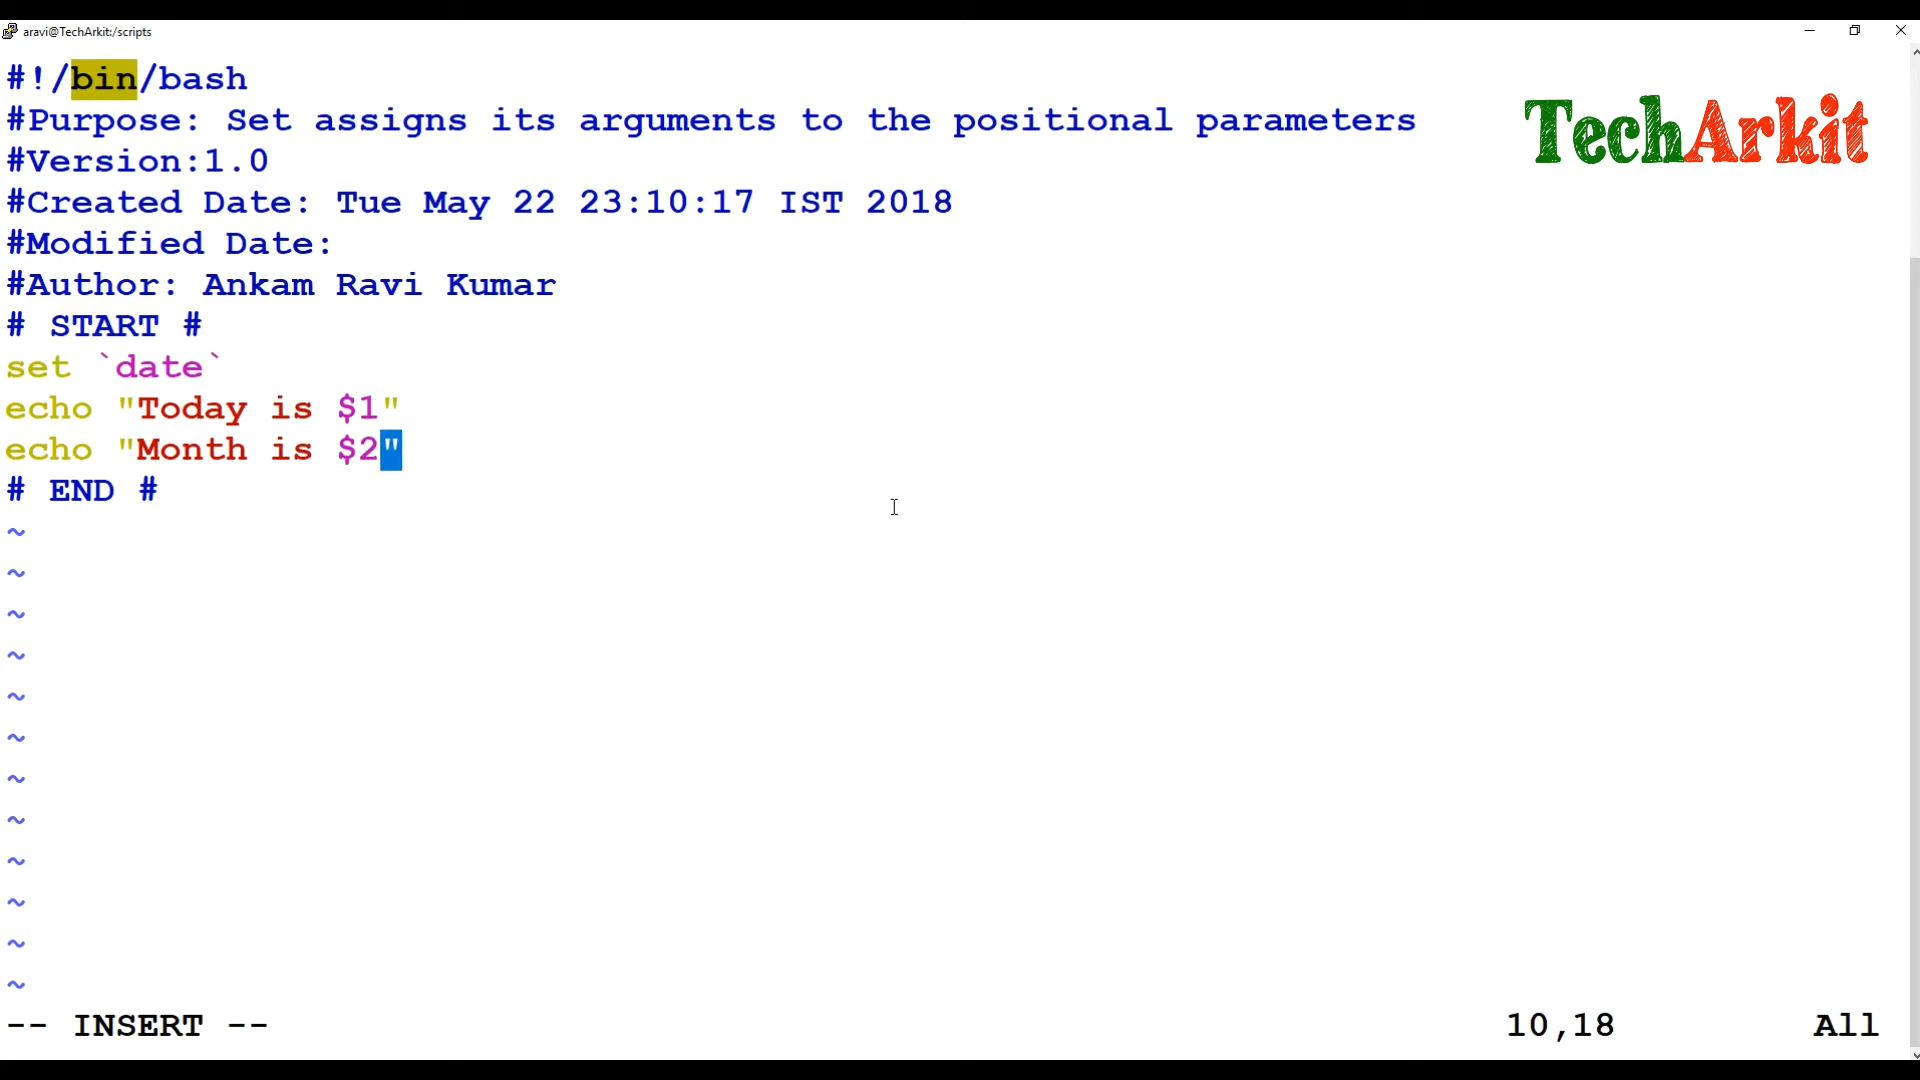 aravi@TechArkit:/scripts
#!/bin/bash
TechArkit
#Purpose: Set assigns its arguments to the positional parameters
#Version:1.0
#Created Date: Tue May 22 23:10:17 IST 2018
#Modified Date:
#Author: Ankam Ravi Kumar
# START #
set `date`
echo "Today is $1"
echo "Month is $2"
# END #
~
~
~
~
~
~
~
~
~
~
~
~
-- INSERT -- 10,18 All